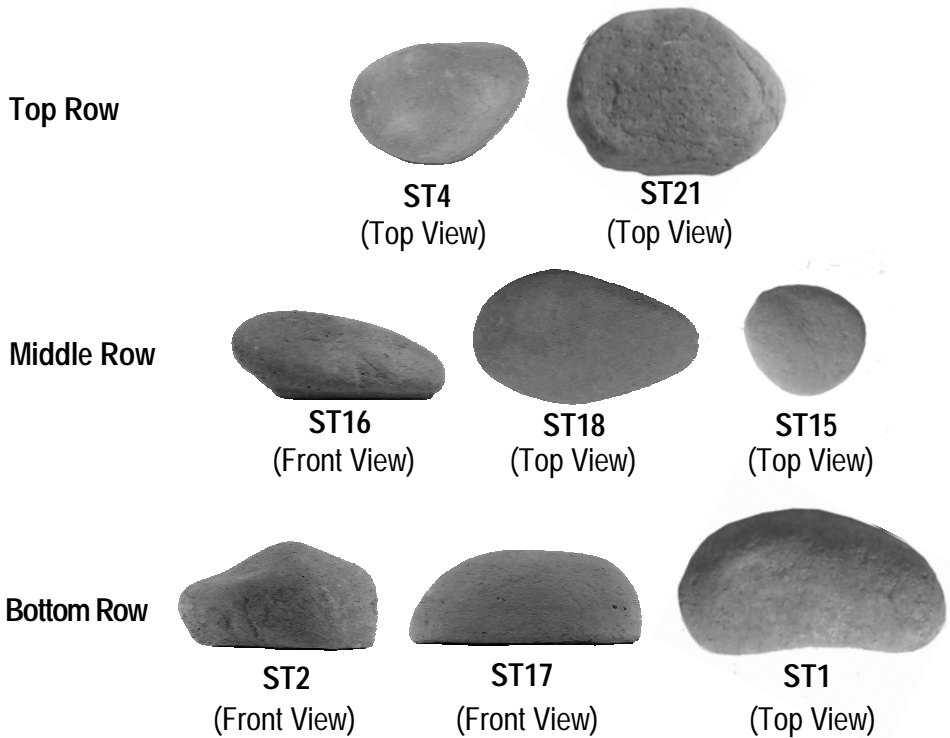 Top Row
ST4
(Top View)
ST21
(Top View)
Middle Row
ST16
(Front View)
ST18
(Top View)
ST15
(Top View)
Bottom Row
ST2
(Front View)
ST17
(Front View)
ST1
(Top View)